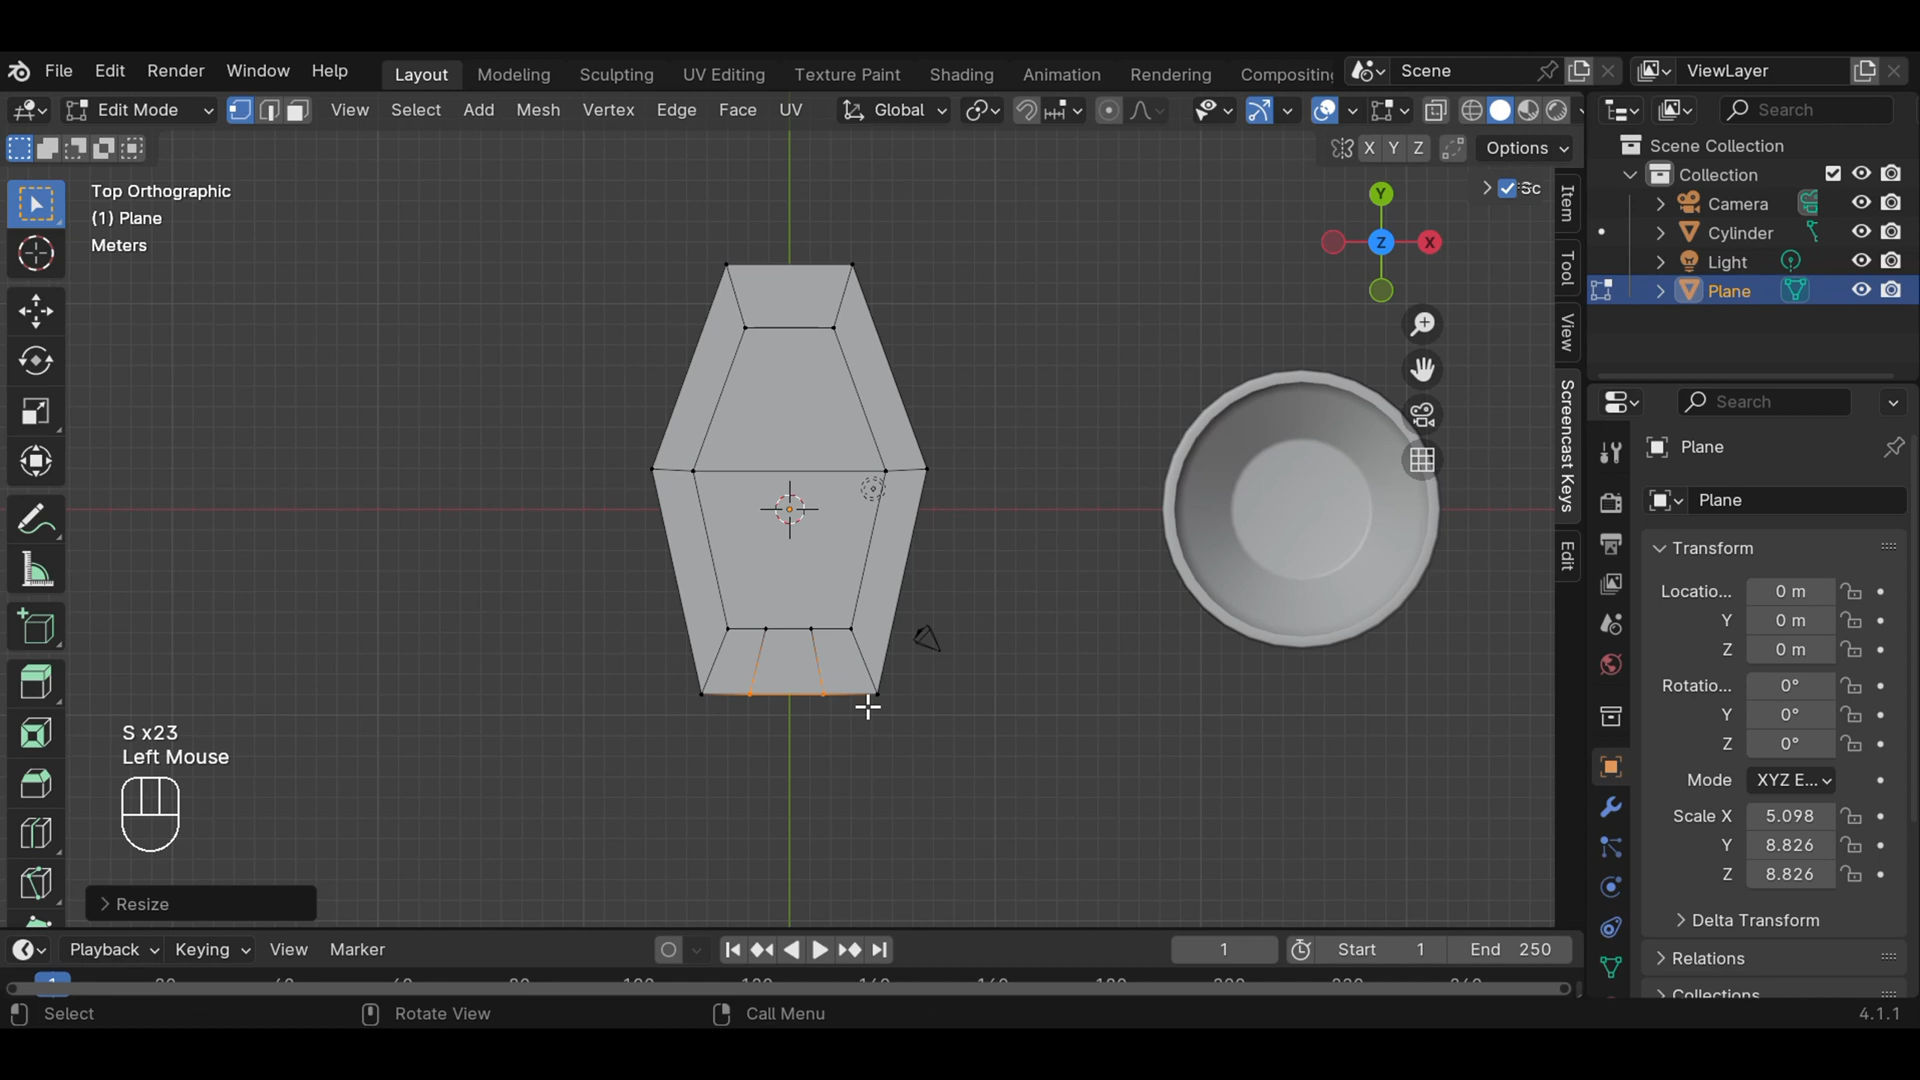 File Edit Render Window Help Layout Modeling Sculpting UV Editing Texture Paint Shading Animation Rendering Scene ViewLayer
Edit Mode View Select Add Mesh Vertex Edge Face UV Global Search
X Y Z Options
Scene Collection
Collection
Camera
Cylinder
Light
Plane
Top Orthographic
(1) Plane
Meters
Y
Z X
Item
Tool
View
Screencast Keys
Edit
Search
Plane
Plane
Transform
Locatio... 0 m
Y 0 m
Z 0 m
Rotatio... 0°
Y 0°
Z 0°
Mode XYZ E...
Scale X 5.098
Y 8.826
Z 8.826
Delta Transform
Relations
Collections
S x23
Left Mouse
Resize
Playback Keying View Marker 1 Start 1 End 250
Select Rotate View Call Menu 4.1.1